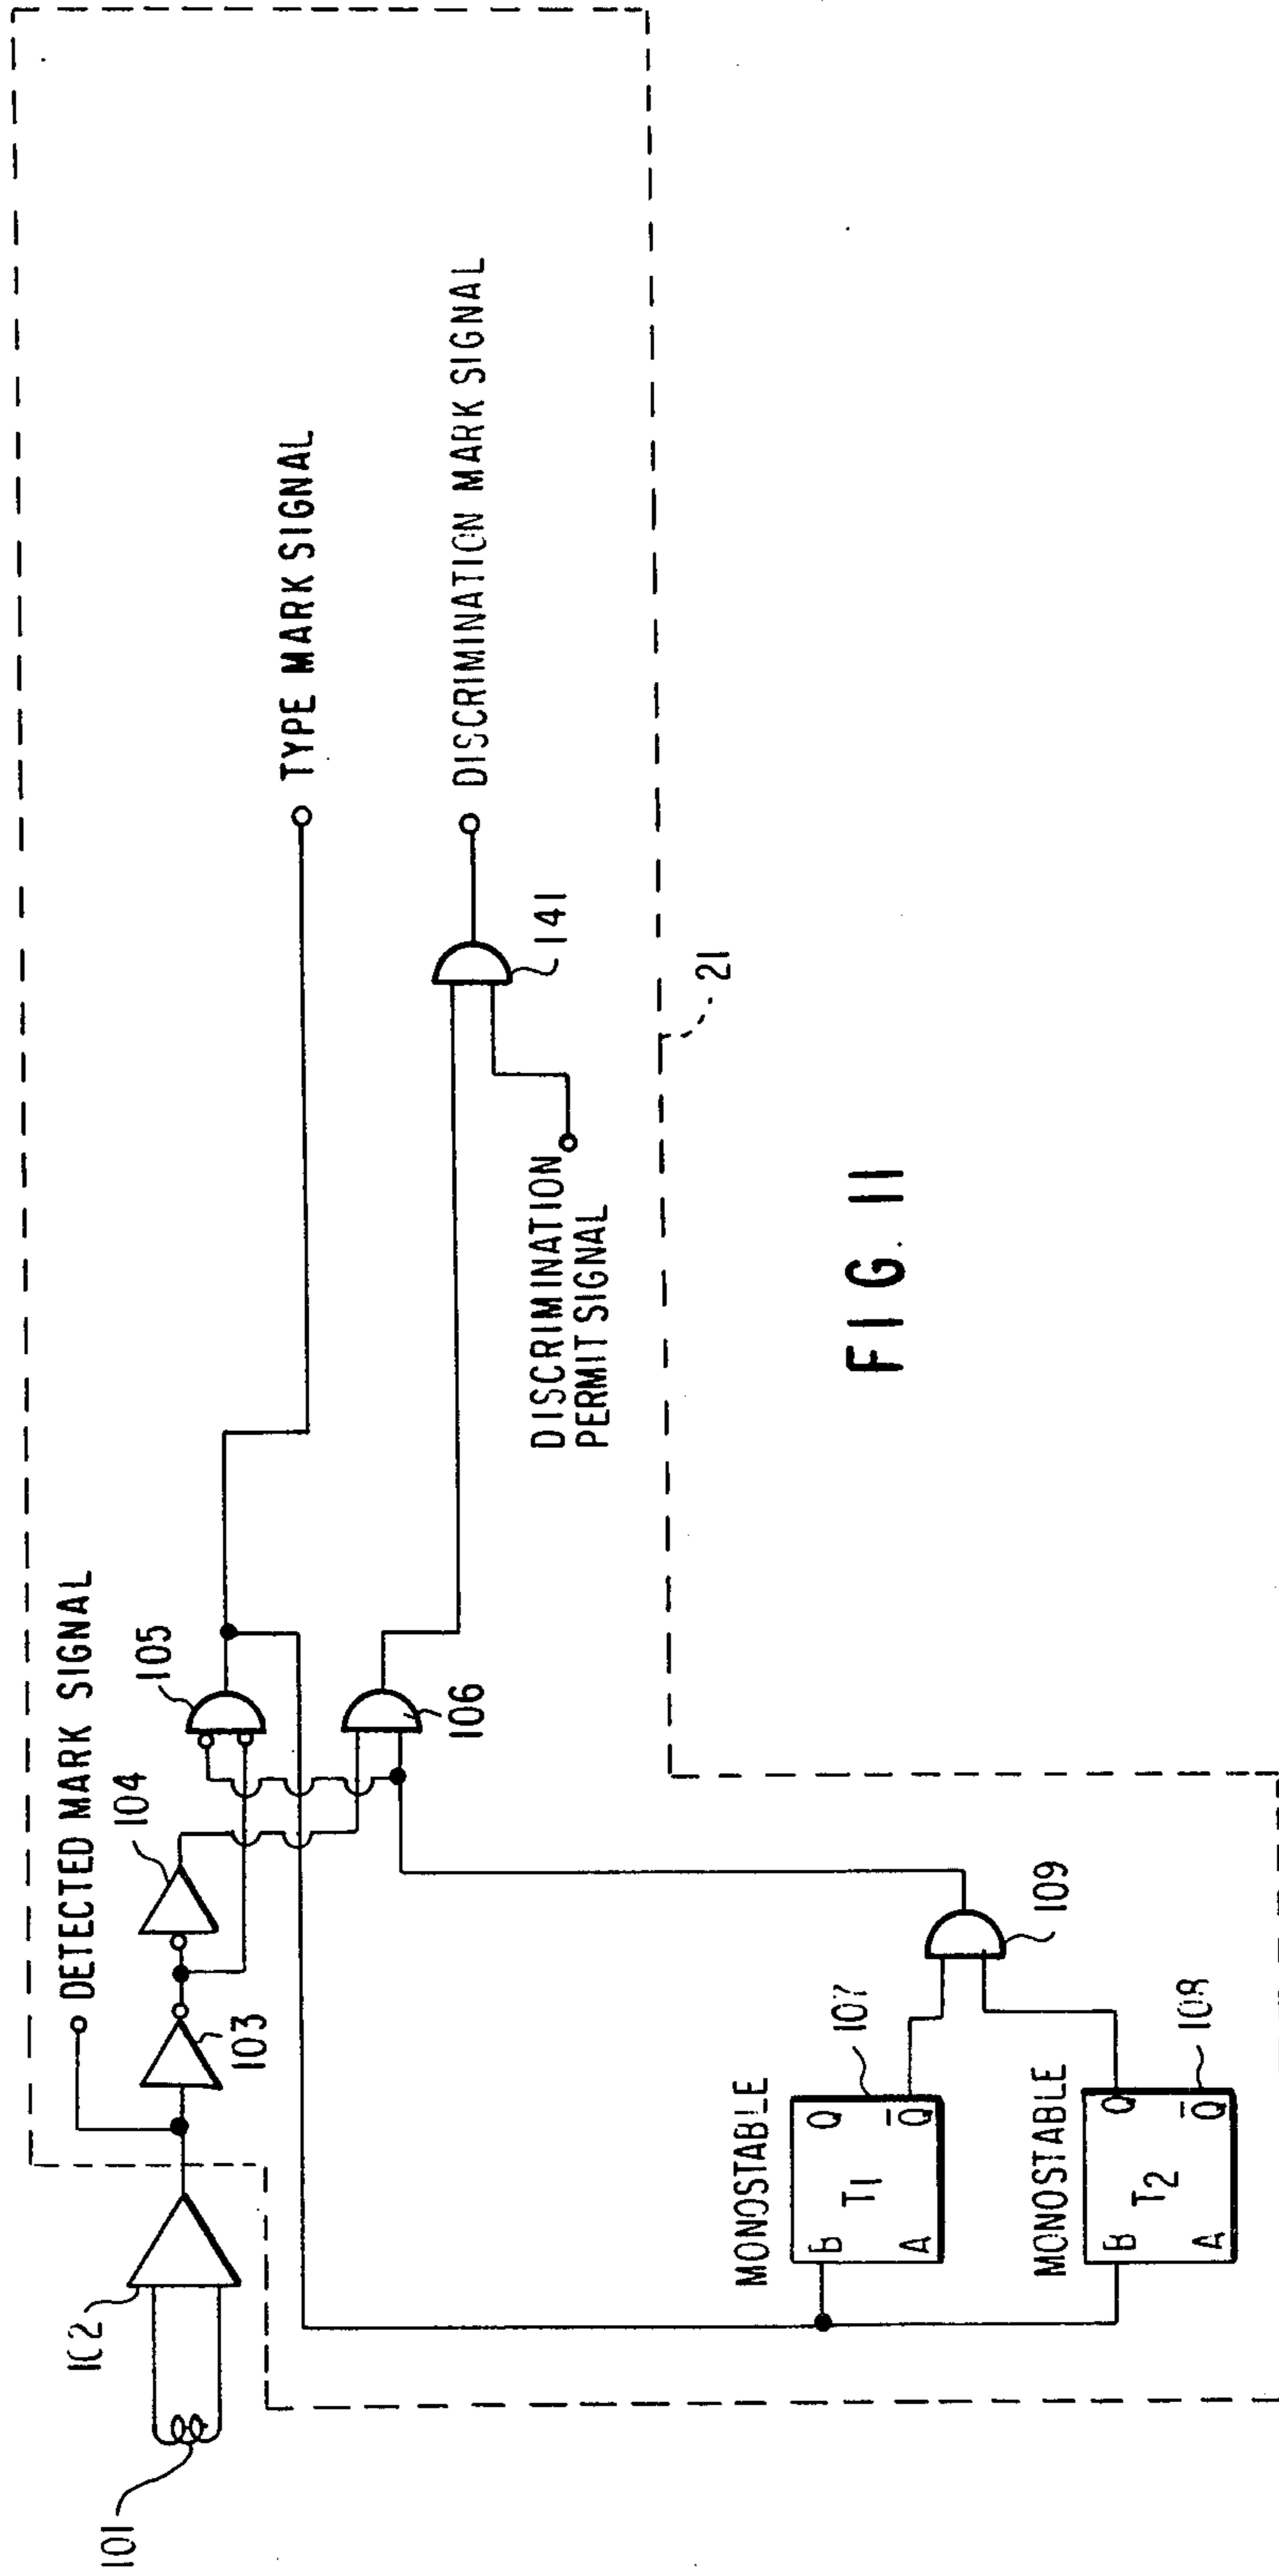 101
102
DETECTED MARK SIGNAL
103
104
105
106
TYPE MARK SIGNAL
DISCRIMINATION MARK SIGNAL
141
DISCRIMINATION
PERMIT SIGNAL
21
MONOSTABLE
B
T1
Q
A
Q̅
107
109
MONOSTABLE
B
T2
Q
A
Q̅
108
FIG. 11